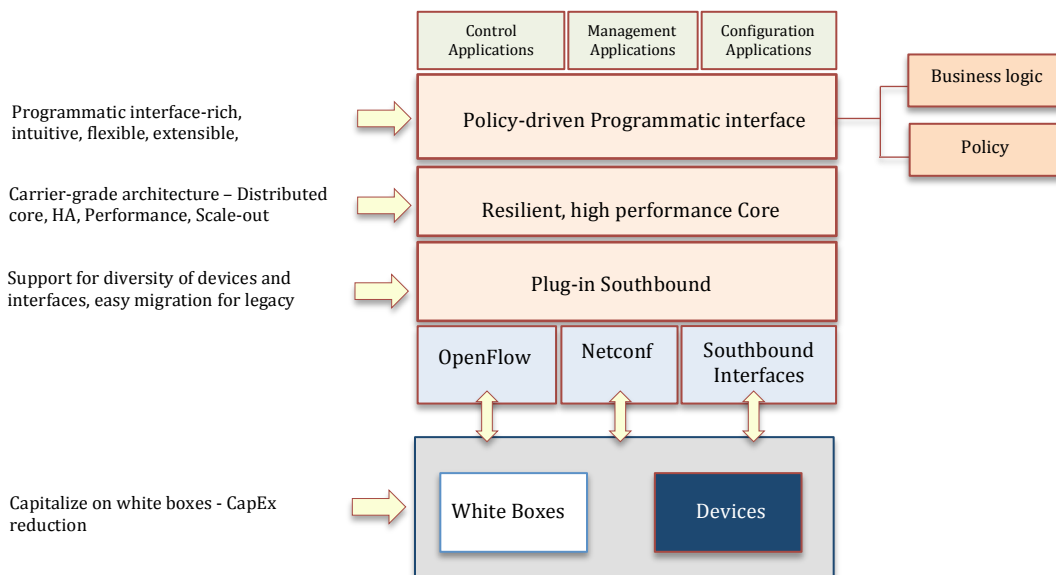 Control
Applications
Management
Applications
Configuration
Applications
Business logic
Programmatic interface-rich,
intuitive, flexible, extensible,
Policy-driven Programmatic interface
Policy
Carrier-grade architecture – Distributed
core, HA, Performance, Scale-out
Resilient, high performance Core
Support for diversity of devices and
interfaces, easy migration for legacy
Plug-in Southbound
OpenFlow
Netconf
Southbound
Interfaces
Capitalize on white boxes - CapEx
reduction
White Boxes
Devices